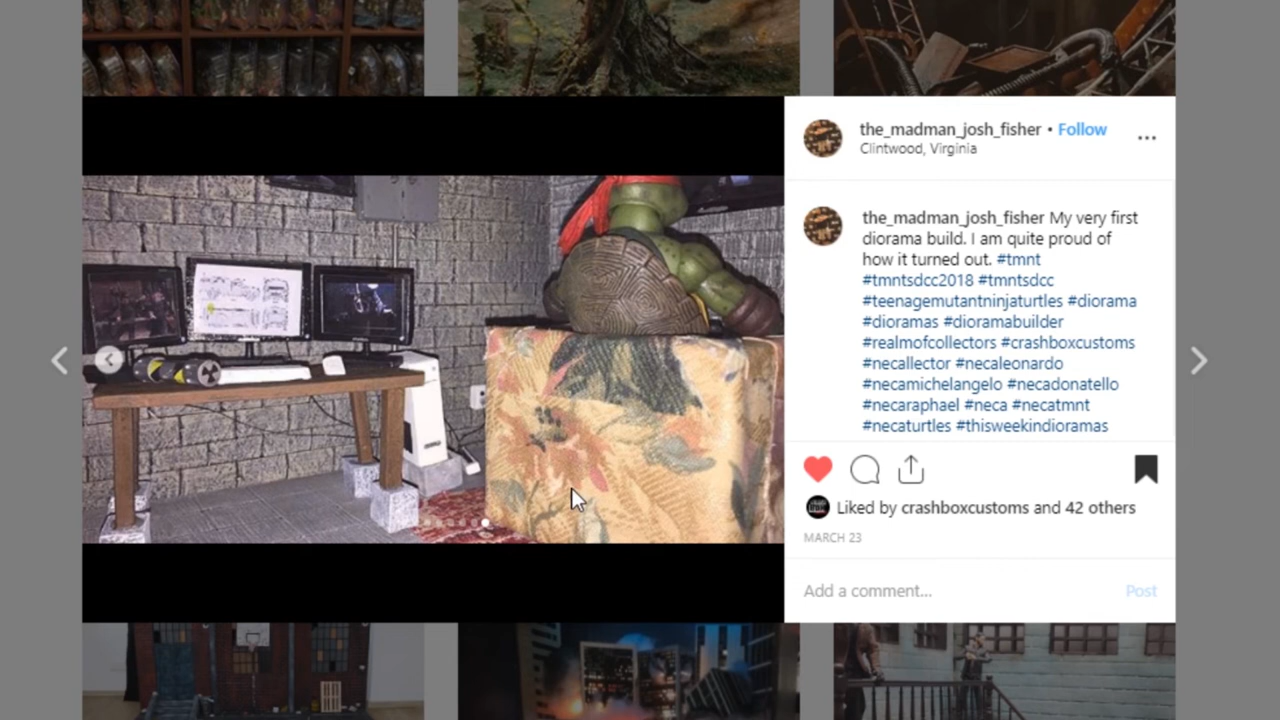 the_madman_josh_fisher • Follow
Clintwood, Virginia
the_madman_josh_fisher My very first
diorama build. I am quite proud of
how it turned out. #tmnt
#tmntsdcc2018 #tmntsdcc
#teenagemutantninjaturtles #diorama
#dioramas #dioramabuilder
#realmofcollectors #crashboxcustoms
#necallector #necaleonardo
#necamichelangelo #necadonatello
#necaraphael #neca #necatmnt
#necaturtles #thisweekindioramas
Liked by crashboxcustoms and 42 others
MARCH 23
Add a comment...
Post